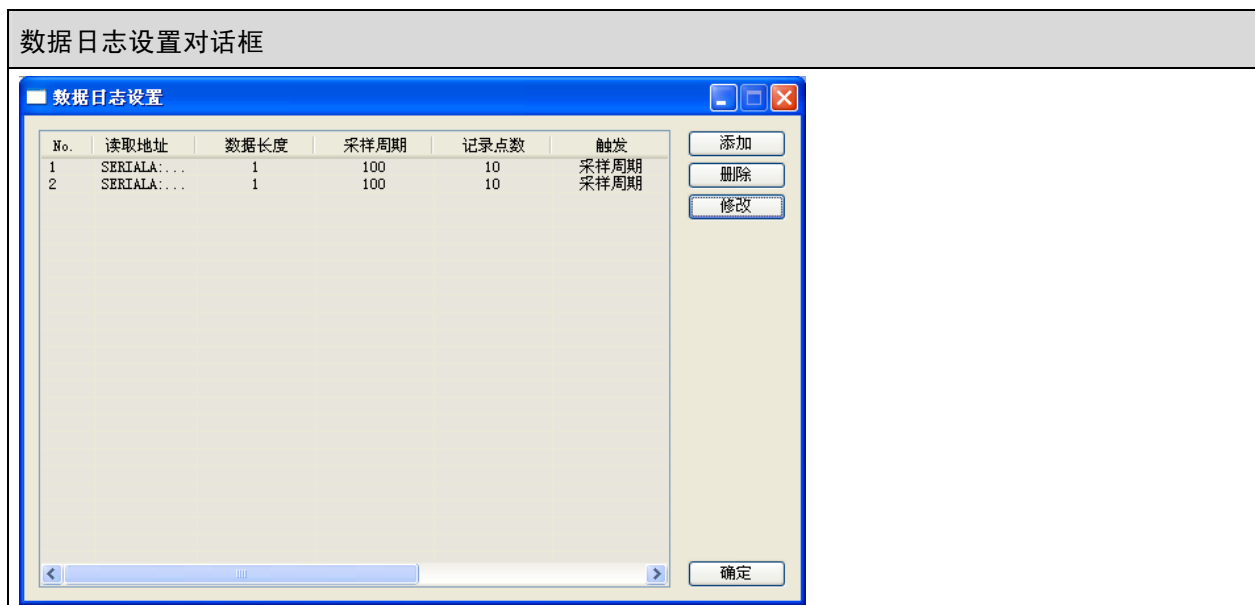 数据日志设置对话框
数据日志设置
No. 读取地址 数据长度 采样周期 记录点数 触发
1 SERIALA:... 1 100 10 采样周期
2 SERIALA:... 1 100 10 采样周期
添加
删除
修改
确定